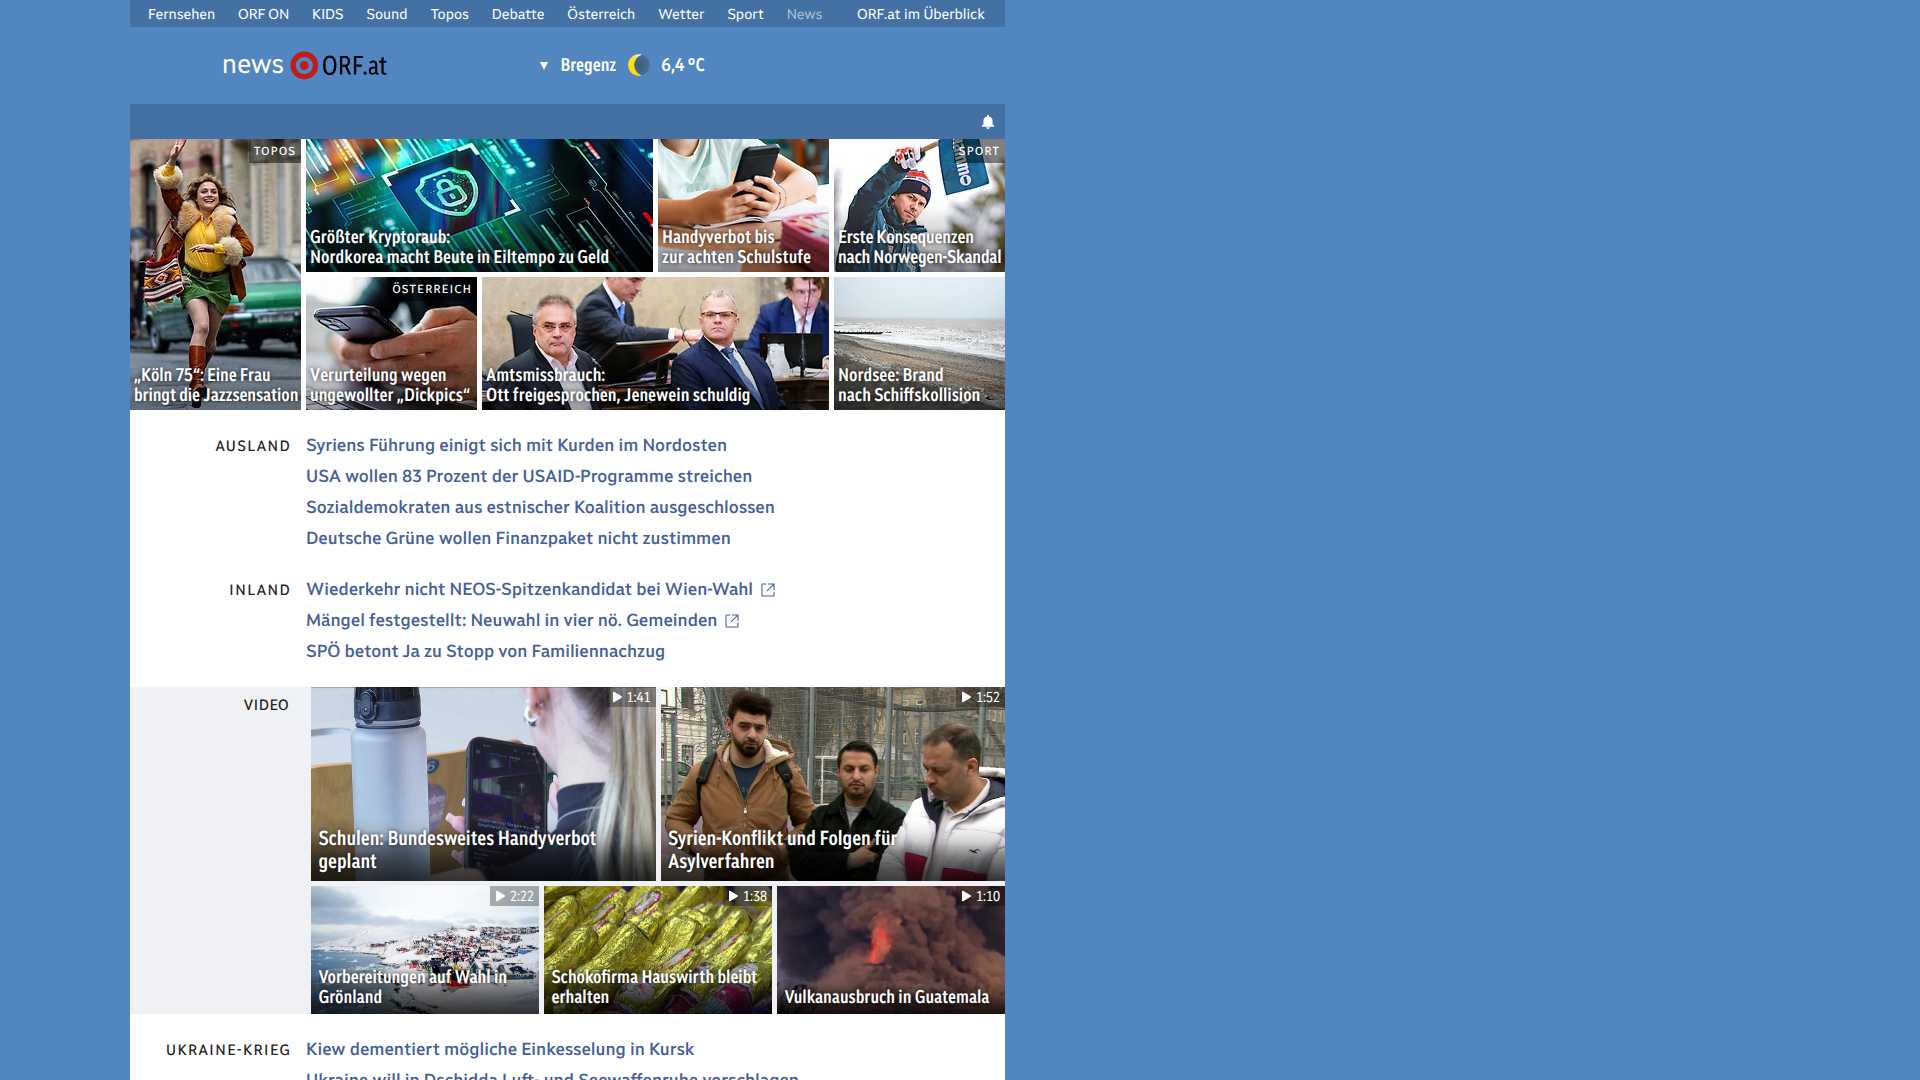 Fernsehen ORF ON KIDS Sound Topos Debatte Österreich Wetter Sport News ORF.at im Überblick
news ORF.at
Bregenz 6,4 °C
TOPOS
„Köln 75“: Eine Frau
bringt die Jazzsensation
Größter Kryptoraub:
Nordkorea macht Beute in Eiltempo zu Geld
Handyverbot bis
zur achten Schulstufe
SPORT
Erste Konsequenzen
nach Norwegen-Skandal
ÖSTERREICH
Verurteilung wegen
ungewollter „Dickpics“
Amtsmissbrauch:
Ott freigesprochen, Jenewein schuldig
Nordsee: Brand
nach Schiffskollision
AUSLAND
Syriens Führung einigt sich mit Kurden im Nordosten
USA wollen 83 Prozent der USAID-Programme streichen
Sozialdemokraten aus estnischer Koalition ausgeschlossen
Deutsche Grüne wollen Finanzpaket nicht zustimmen
INLAND
Wiederkehr nicht NEOS-Spitzenkandidat bei Wien-Wahl
Mängel festgestellt: Neuwahl in vier nö. Gemeinden
SPÖ betont Ja zu Stopp von Familiennachzug
VIDEO
1:41
Schulen: Bundesweites Handyverbot
geplant
1:52
Syrien-Konflikt und Folgen für
Asylverfahren
2:22
Vorbereitungen auf Wahl in
Grönland
1:38
Schokofirma Hauswirth bleibt
erhalten
1:10
Vulkanausbruch in Guatemala
UKRAINE-KRIEG
Kiew dementiert mögliche Einkesselung in Kursk
Ukraine will in Dschidda Luft- und Seewaffenruhe vorschlagen